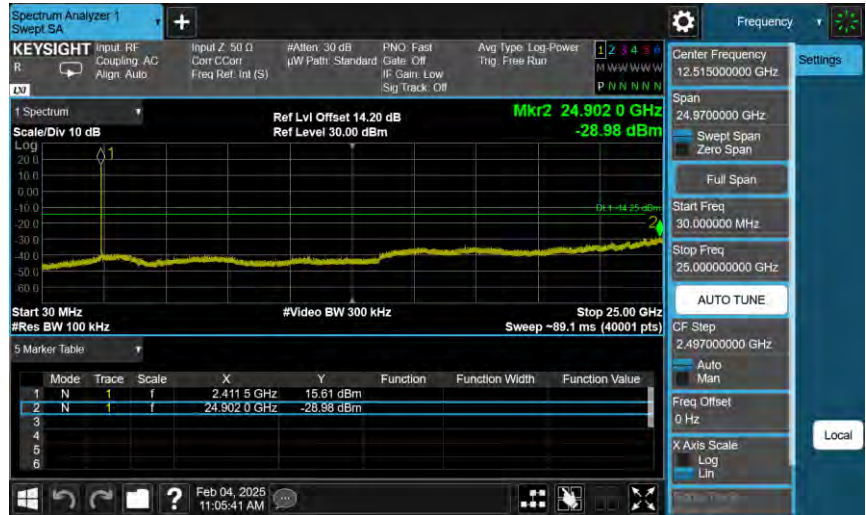 Spectrum Analyzer 1
Swept SA
+
Frequency
KEYSIGHT
R
LXI
Input: RF
Coupling: AC
Align: Auto
Input Z: 50 Ω
Corr CCorr
Freq Ref: Int (S)
#Atten: 30 dB
µW Path: Standard
PNO: Fast
Gate: Off
IF Gain: Low
Sig Track: Off
Avg Type: Log-Power
Trig: Free Run
1 2 3 4 5 6
M W W W W W
P N N N N N
1 Spectrum
Scale/Div 10 dB
Ref Lvl Offset 14.20 dB
Ref Level 30.00 dBm
Mkr2 24.902 0 GHz
-28.98 dBm
Log
20.0
10.0
0.00
-10.0
-20.0
-30.0
-40.0
-50.0
-60.0
1
DL1 -14.25 dBm
2
Start 30 MHz
#Res BW 100 kHz
#Video BW 300 kHz
Stop 25.00 GHz
Sweep ~89.1 ms (40001 pts)
5 Marker Table
Mode Trace Scale X Y Function Function Width Function Value
1 N 1 f 2.411 5 GHz 15.61 dBm
2 N 1 f 24.902 0 GHz -28.98 dBm
3
4
5
6
Feb 04, 2025
11:05:41 AM
?
Center Frequency
12.515000000 GHz
Settings
Span
24.9700000 GHz
Swept Span
Zero Span
Full Span
Start Freq
30.000000 MHz
Stop Freq
25.000000000 GHz
AUTO TUNE
CF Step
2.497000000 GHz
Auto
Man
Freq Offset
0 Hz
X Axis Scale
Log
Lin
Local